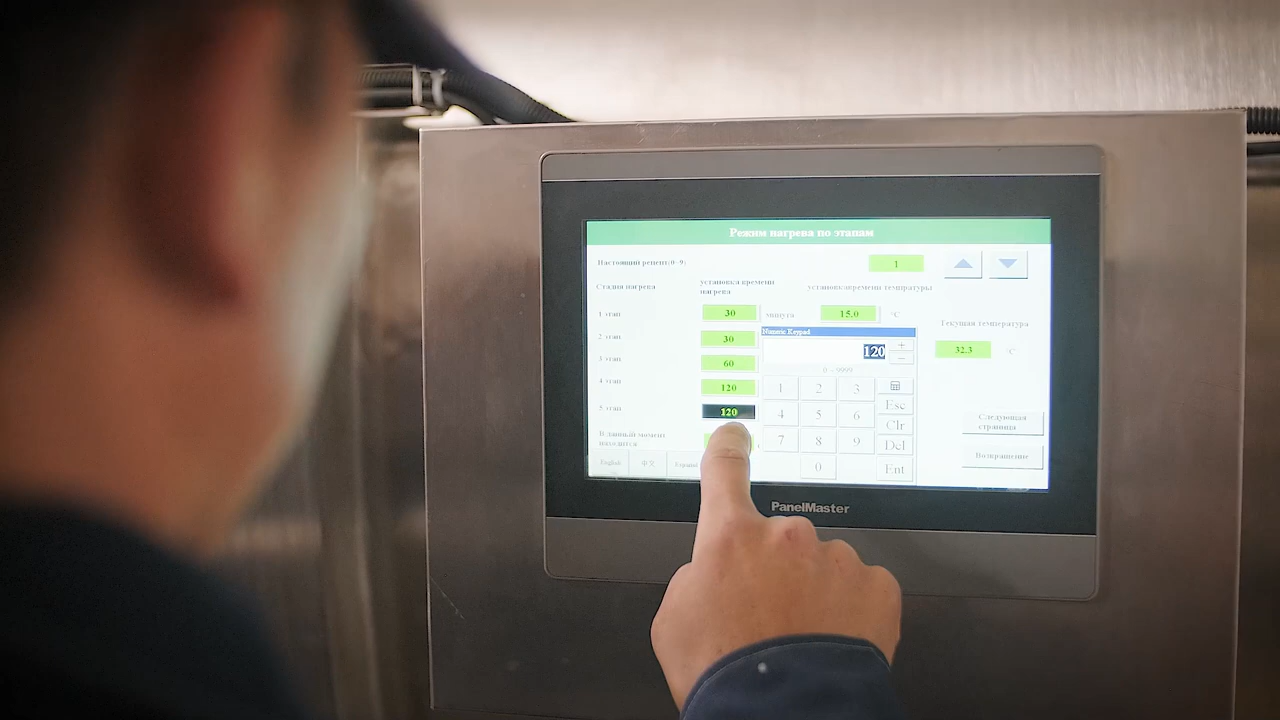 Режим нагрева по этапам
Настоящий рецепт(0-9) 1
Стадия нагрева
установка времени
нагрева
установка времени температуры
1 этап 30 минута 15.0 °C
2 этап 30
3 этап 60
4 этап 120
5 этап 120
В данный момент
находится
Текущая температура
32.3 °C
Numeric Keypad
120
+
−
0 ~ 9999
1 2 3
4 5 6 Esc
Clr
7 8 9 Del
0 Ent
Следующая
страница
Возвращение
English 中文 Español
PanelMaster